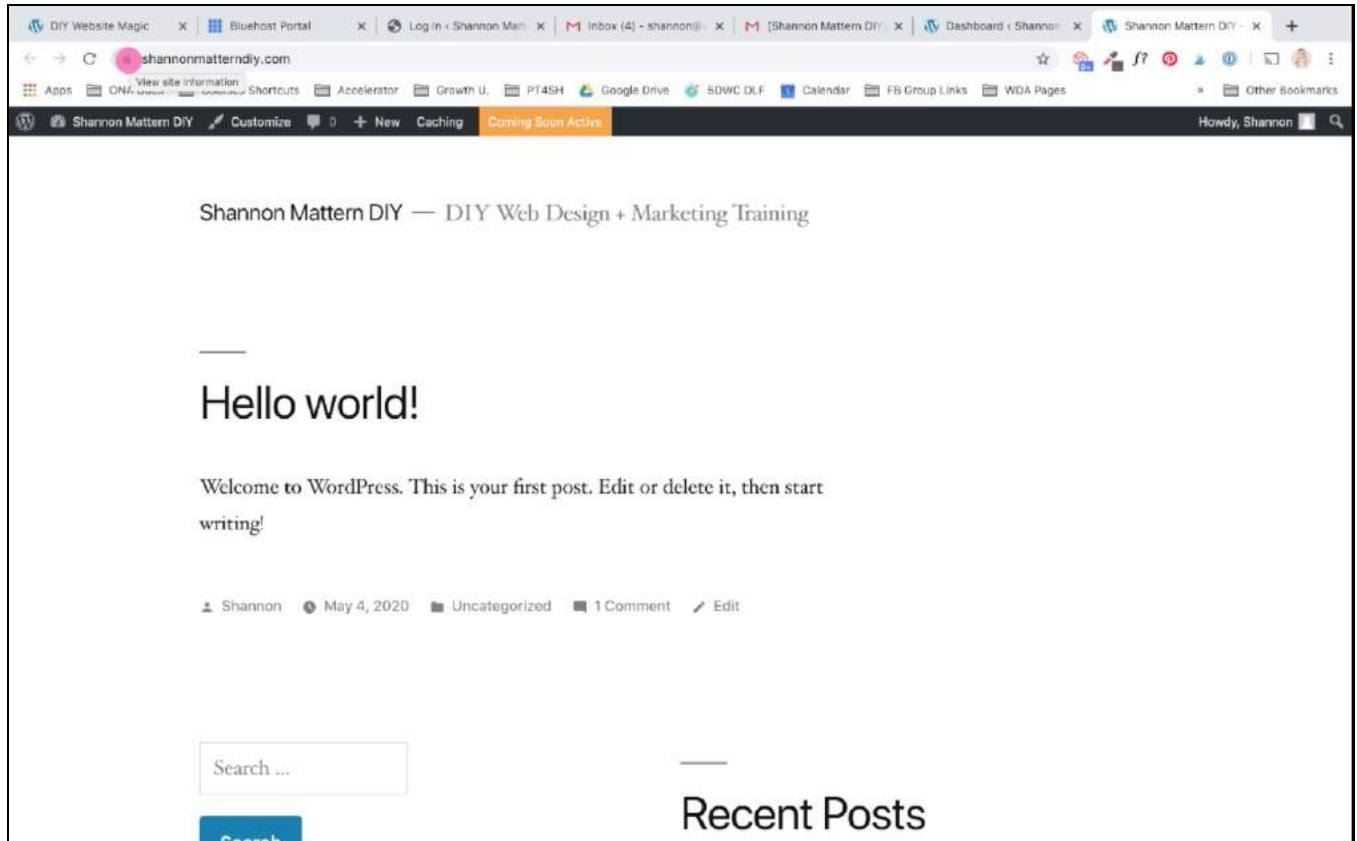 DIY Website Magic
Bluehost Portal
Log In ‹ Shannon Matt
Inbox (4) - shannon@
[Shannon Mattern DIY
Dashboard ‹ Shannon
Shannon Mattern DIY -
shannonmatterndiy.com
View site information
Apps
Shortcuts
Accelerator
Growth U.
PT4SH
Google Drive
5DWC DLF
Calendar
FB Group Links
WDA Pages
»
Other Bookmarks
Shannon Mattern DIY
Customize
0
+ New
Caching
Coming Soon Active
Howdy, Shannon
Shannon Mattern DIY — DIY Web Design + Marketing Training
Hello world!
Welcome to WordPress. This is your first post. Edit or delete it, then start
writing!
Shannon
May 4, 2020
Uncategorized
1 Comment
Edit
Search ...
Search
Recent Posts